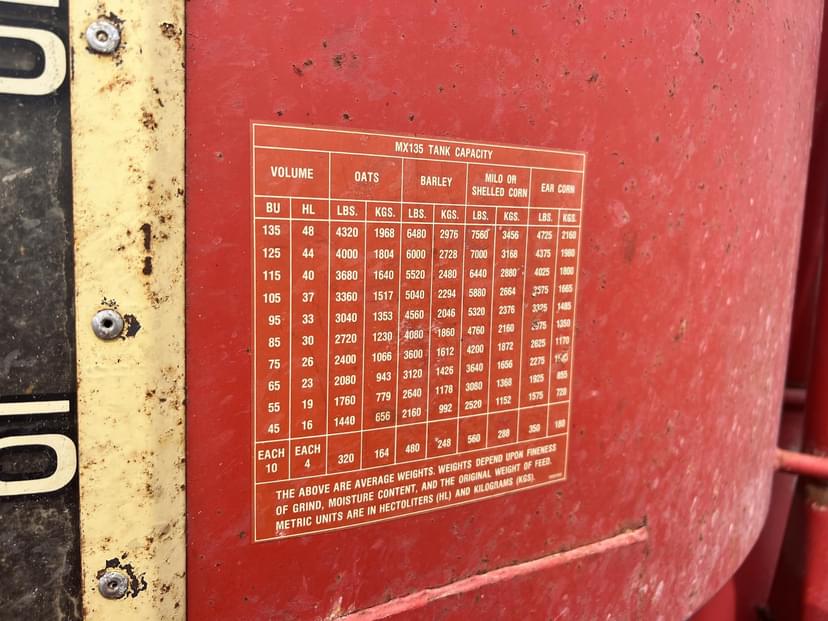 MX135 TANK CAPACITY
VOLUME OATS BARLEY MILO OR SHELLED CORN EAR CORN
BU HL LBS. KGS. LBS. KGS. LBS. KGS. LBS. KGS.
135 48 4320 1968 6480 2976 7560 3456 4725 2160
125 44 4000 1804 6000 2728 7000 3168 4375 1980
115 40 3680 1640 5520 2480 6440 2880 4025 1800
105 37 3360 1517 5040 2294 5880 2664 3675 1665
95 33 3040 1353 4560 2046 5320 2376 3325 1485
85 30 2720 1230 4080 1860 4760 2160 2975 1350
75 26 2400 1066 3600 1612 4200 1872 2625 1170
65 23 2080 943 3120 1426 3640 1656 2275
55 19 1760 779 2640 1178 3080 1368 1925 855
45 16 1440 656 2160 992 2520 1152 1575 720
EACH 10 EACH 4 320 164 480 248 560 288 350 180
THE ABOVE ARE AVERAGE WEIGHTS. WEIGHTS DEPEND UPON FINENESS
OF GRIND, MOISTURE CONTENT, AND THE ORIGINAL WEIGHT OF FEED.
METRIC UNITS ARE IN HECTOLITERS (HL) AND KILOGRAMS (KGS).